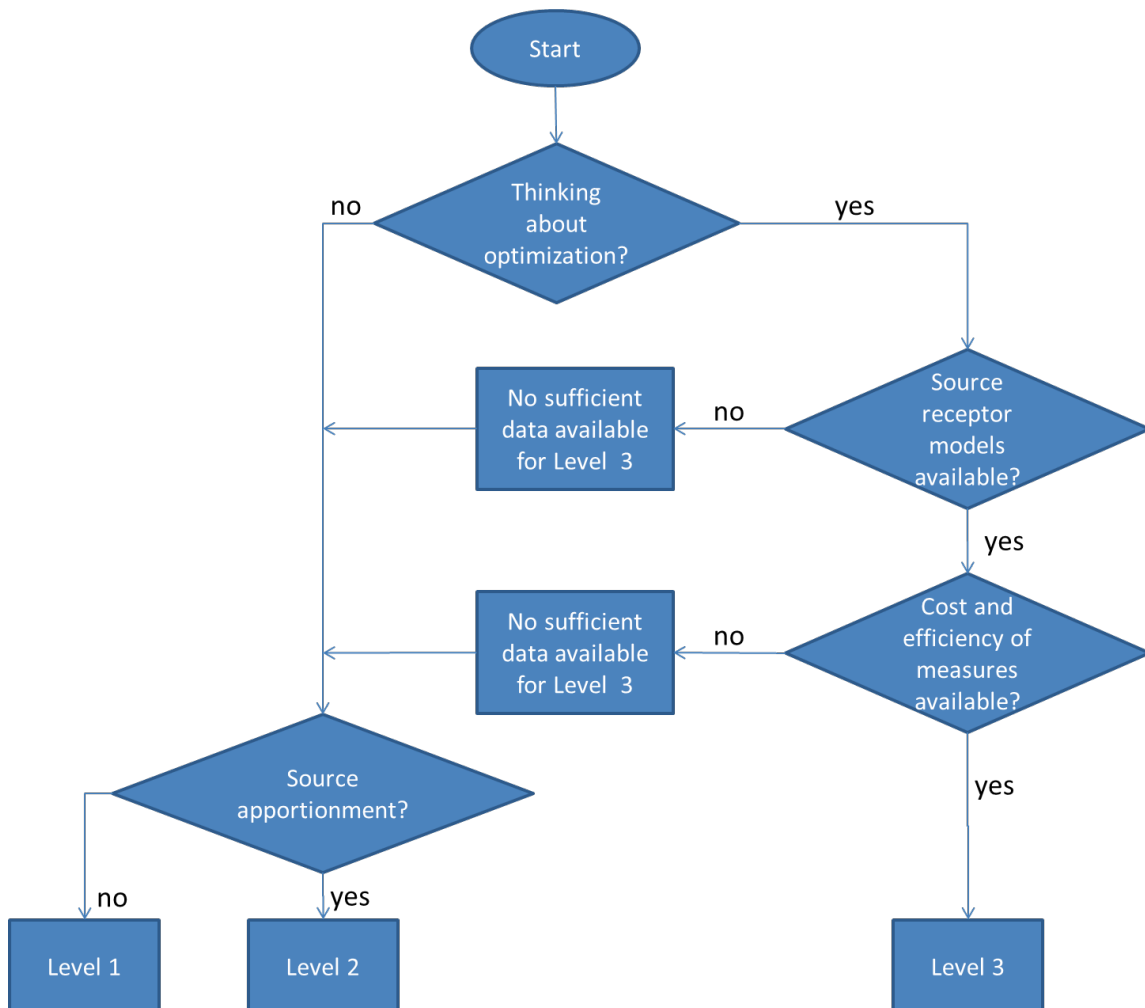 Start
Thinking
about
optimization?
no
yes
Source
receptor
models
available?
no
No sufficient
data available
for Level 3
yes
Cost and
efficiency of
measures
available?
no
No sufficient
data available
for Level 3
yes
Source
apportionment?
no
yes
Level 1
Level 2
Level 3